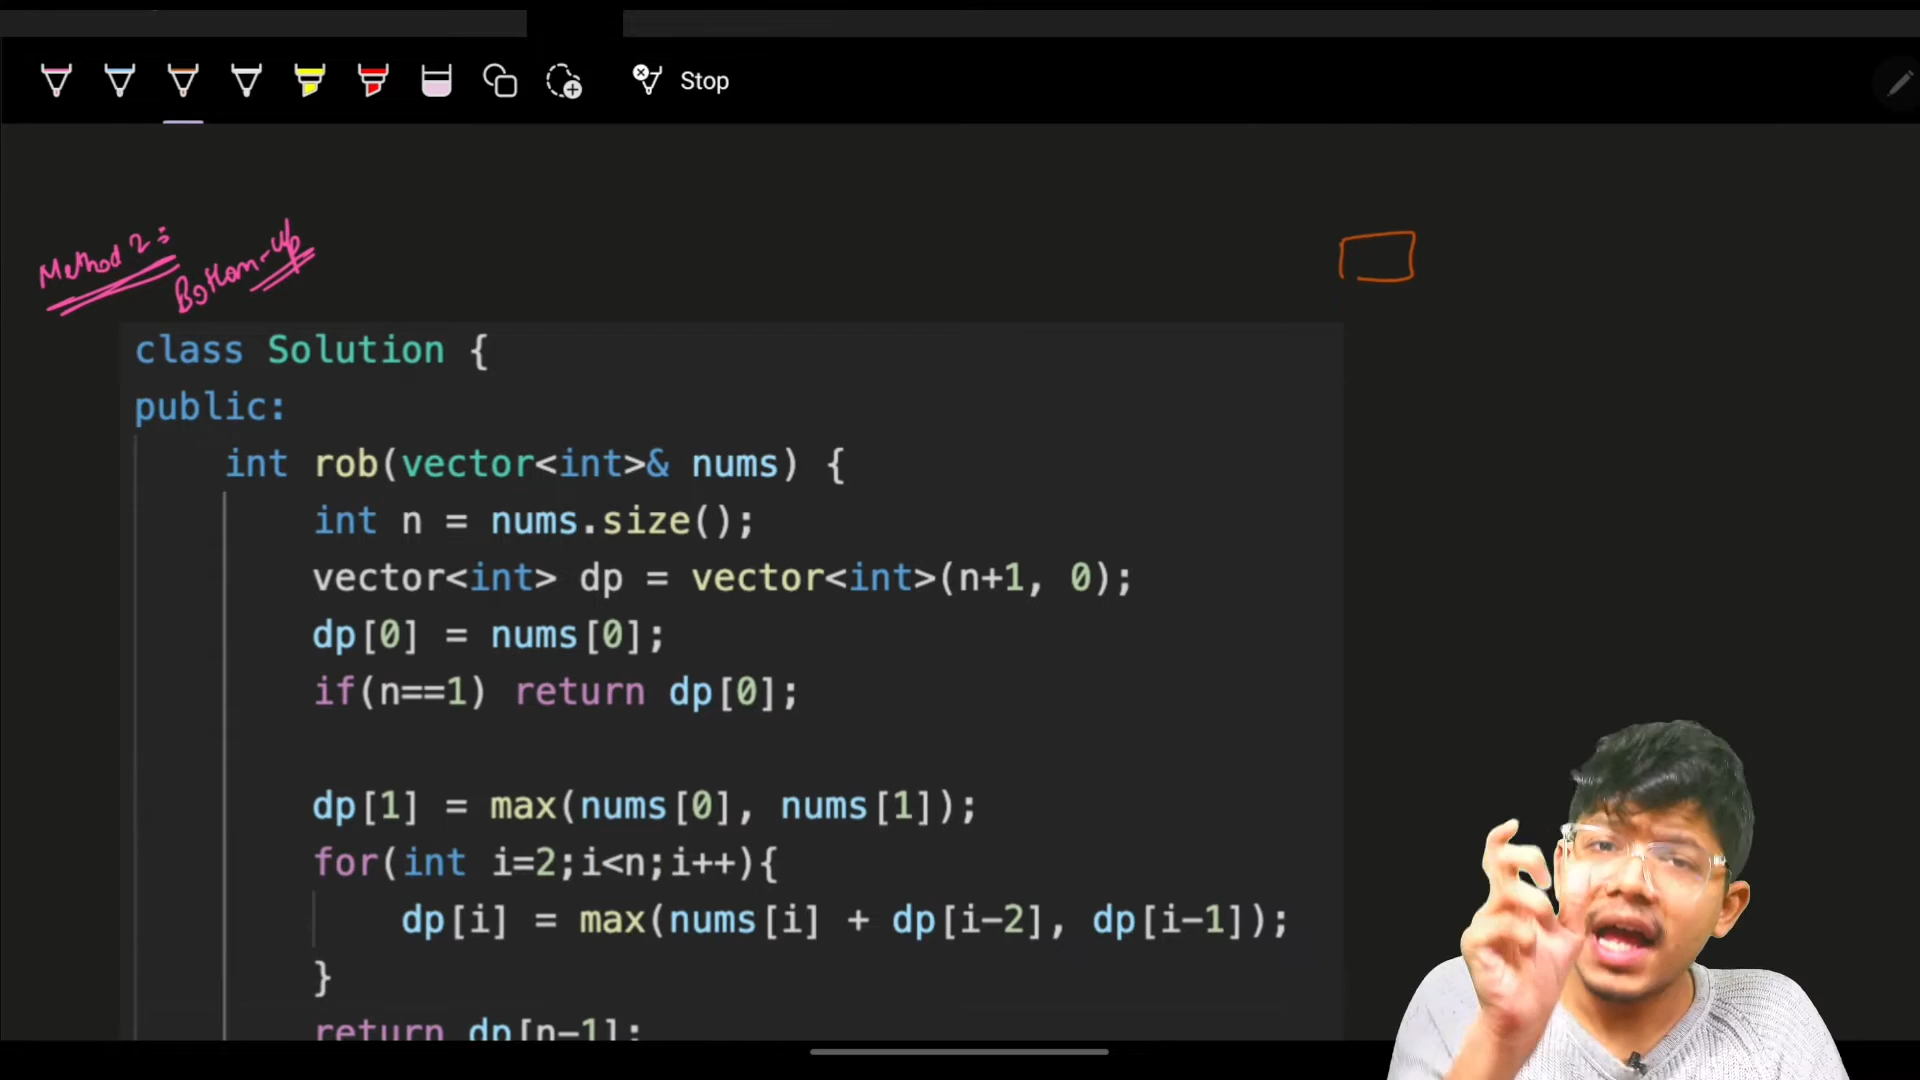 Stop
Method 2:
Bottom-up
class Solution {
public:
int rob(vector<int>& nums) {
int n = nums.size();
vector<int> dp = vector<int>(n+1, 0);
dp[0] = nums[0];
if(n==1) return dp[0];
dp[1] = max(nums[0], nums[1]);
for(int i=2;i<n;i++){
dp[i] = max(nums[i] + dp[i-2], dp[i-1]);
}
return dp[n-1];